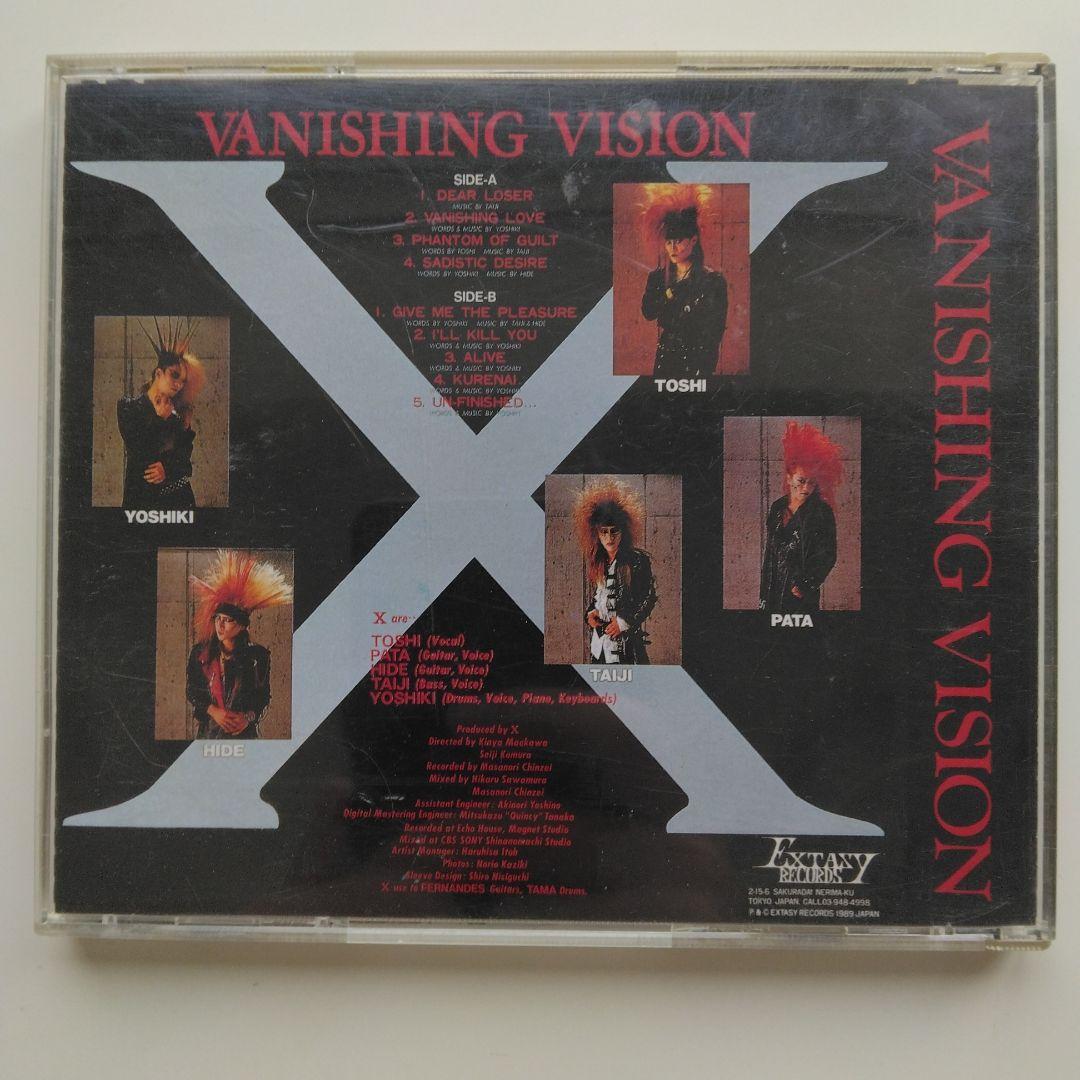 VANISHING VISION
SIDE-A
1. DEAR LOSER
MUSIC BY TAIJI
2. VANISHING LOVE
WORDS & MUSIC BY YOSHIKI
3. PHANTOM OF GUILT
WORDS BY TOSHI MUSIC BY TAIJI
4. SADISTIC DESIRE
WORDS BY YOSHIKI MUSIC BY HIDE
SIDE-B
1. GIVE ME THE PLEASURE
WORDS BY YOSHIKI MUSIC BY TAIJI & HIDE
2. I'LL KILL YOU
WORDS & MUSIC BY YOSHIKI
3. ALIVE
WORDS & MUSIC BY YOSHIKI
4. KURENAI
WORDS & MUSIC BY YOSHIKI
5. UN-FINISHED...
WORDS & MUSIC BY YOSHIKI
TOSHI
YOSHIKI
PATA
TAIJI
HIDE
X are...
TOSHI (Vocal)
PATA (Guitar, Voice)
HIDE (Guitar, Voice)
TAIJI (Bass, Voice)
YOSHIKI (Drums, Voice, Piano, Keyboards)
Produced by X
Directed by Kiaya Maekawa
Seiji Komura
Recorded by Masanori Chinzei
Mixed by Hikaru Sawamura
Masanori Chinzei
Assistant Engineer: Akinori Yoshino
Digital Mastering Engineer: Mitsukazu "Quincy" Tanaka
Recorded at Echo House, Magnet Studio
Mixed at CBS SONY Shinanomachi Studio
Artist Manager: Haruhisa Itoh
Photos: Norio Kaziki
Sleeve Design: Shiro Nisiguchi
X use to FERNANDES Guitars, TAMA Drums.
EXTASY
RECORDS
2-15-6 SAKURADAI NERIMA-KU
TOKYO JAPAN. CALL.03-948-4998
P. & © EXTASY RECORDS 1989 JAPAN
VANISHING VISION